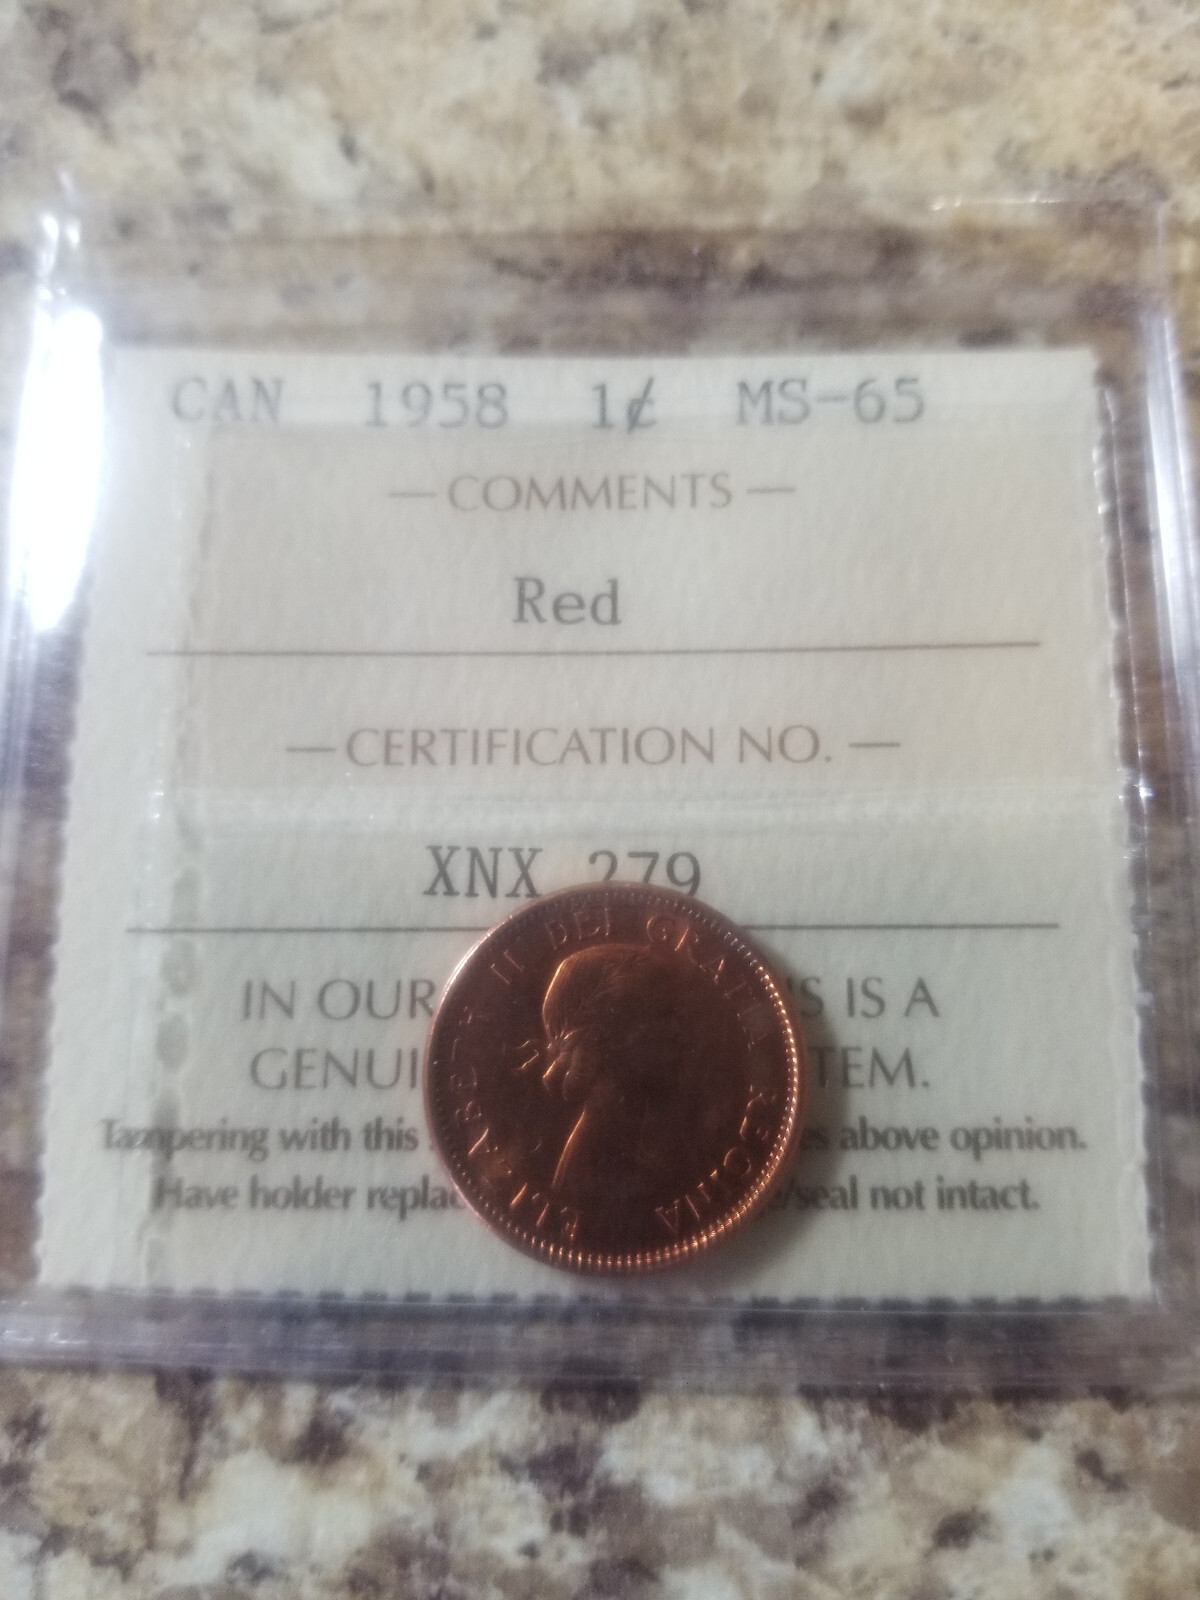 CAN 1958 1¢ MS-65
— COMMENTS —
Red
— CERTIFICATION NO. —
XNX 279
IN OUR IS A
GENUI TEM.
Tampering with this above opinion.
Have holder replac /seal not intact.
ELIZABETH II DEI GRATIA REGINA